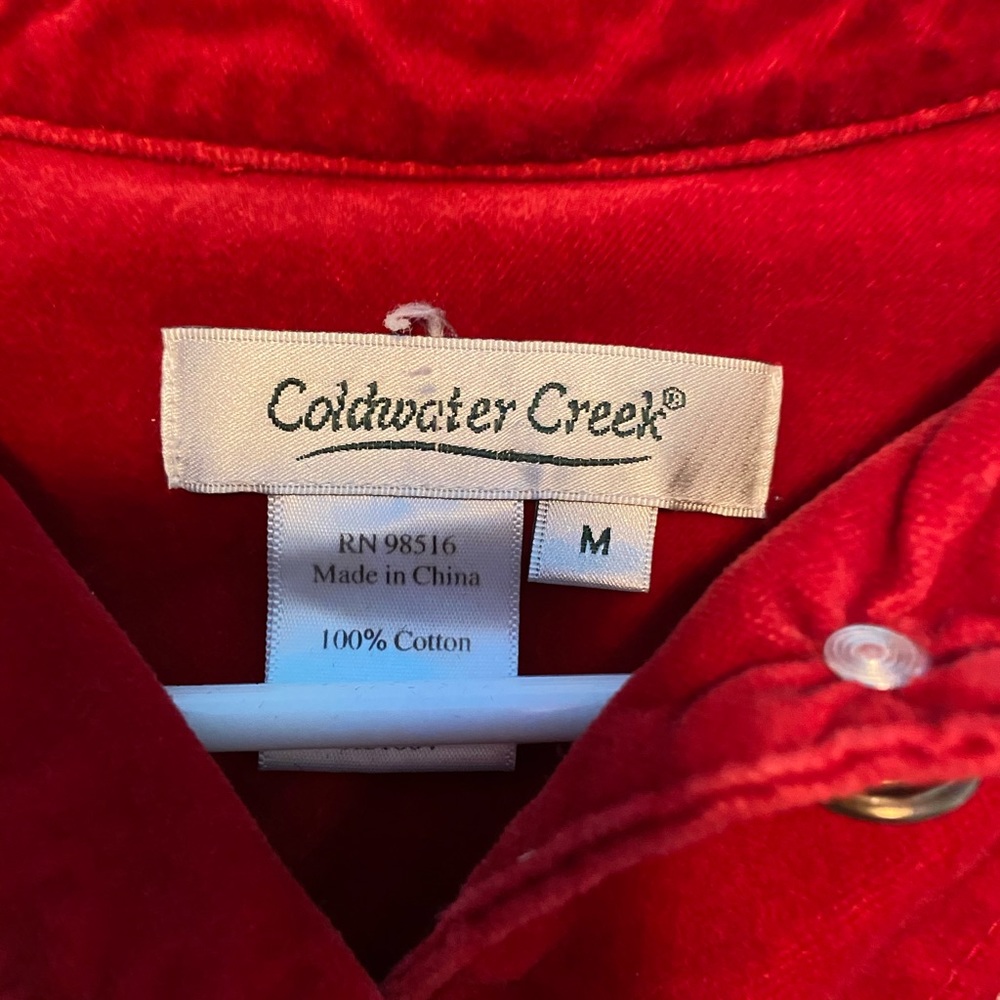 Coldwater Creek®
RN 98516
Made in China
100% Cotton
M